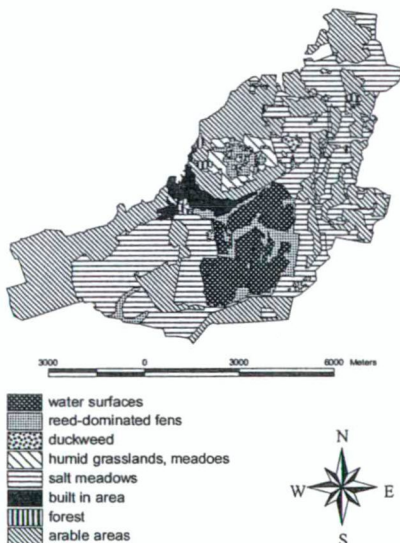 3000 0 3000 6000 Meters
water surfaces
reed-dominated fens
duckweed
humid grasslands, meadoes
salt meadows
built in area
forest
arable areas
N
W E
S